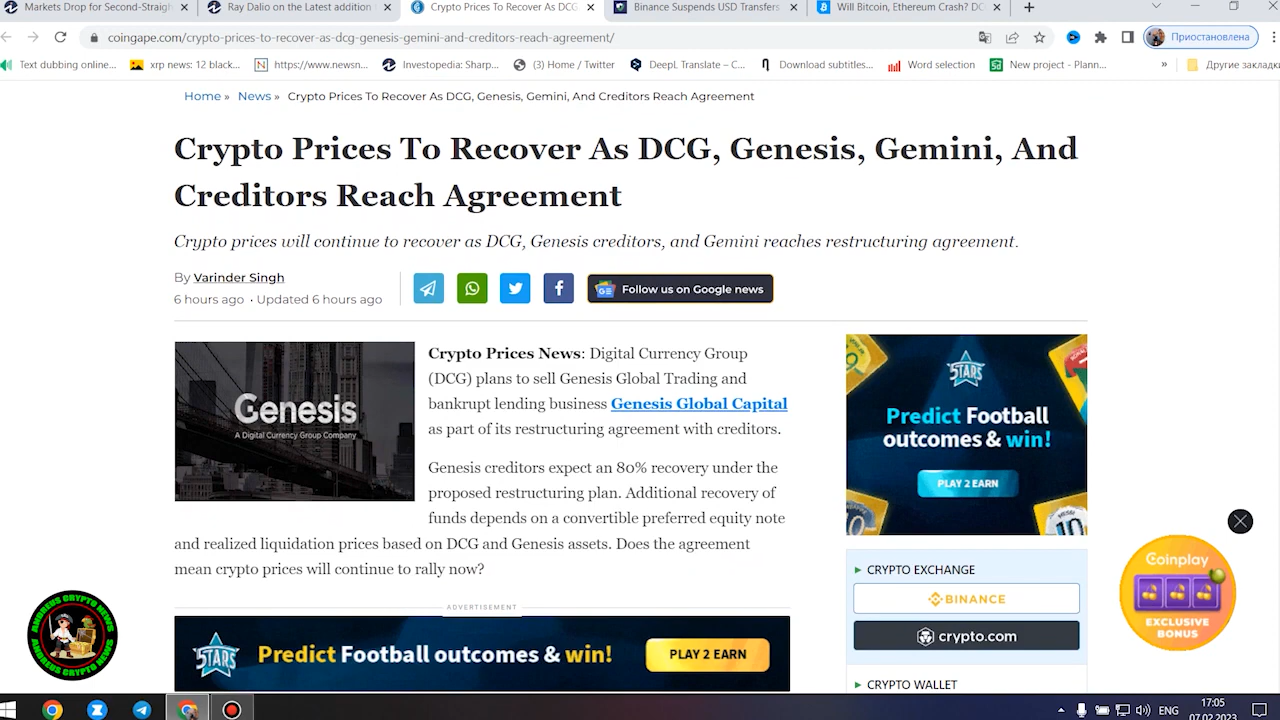 Markets Drop for Second-Straigh
Ray Dalio on the Latest addition
Crypto Prices To Recover As DCG,
Binance Suspends USD Transfers
Will Bitcoin, Ethereum Crash? DC
coingape.com/crypto-prices-to-recover-as-dcg-genesis-gemini-and-creditors-reach-agreement/
Приостановлена
Text dubbing online...
xrp news: 12 black...
https://www.newsn...
Investopedia: Sharp...
(3) Home / Twitter
DeepL Translate – C...
Download subtitles...
Word selection
New project - Plann...
»
Другие закладки
Home » News » Crypto Prices To Recover As DCG, Genesis, Gemini, And Creditors Reach Agreement
Crypto Prices To Recover As DCG, Genesis, Gemini, And
Creditors Reach Agreement
Crypto prices will continue to recover as DCG, Genesis creditors, and Gemini reaches restructuring agreement.
By Varinder Singh
6 hours ago · Updated 6 hours ago
Follow us on Google news
Genesis
A Digital Currency Group Company
Crypto Prices News: Digital Currency Group
(DCG) plans to sell Genesis Global Trading and
bankrupt lending business Genesis Global Capital
as part of its restructuring agreement with creditors.
Genesis creditors expect an 80% recovery under the
proposed restructuring plan. Additional recovery of
funds depends on a convertible preferred equity note
and realized liquidation prices based on DCG and Genesis assets. Does the agreement
mean crypto prices will continue to rally now?
ADVERTISEMENT
STARS
Predict Football outcomes & win!
PLAY 2 EARN
STARS
Predict Football
outcomes & win!
PLAY 2 EARN
10
CRYPTO EXCHANGE
BINANCE
crypto.com
CRYPTO WALLET
Coinplay
EXCLUSIVE
BONUS
ANDREUS CRYPTO NEWS
ANDREUS CRYPTO NEWS
ENG
17:05
07.02.2023